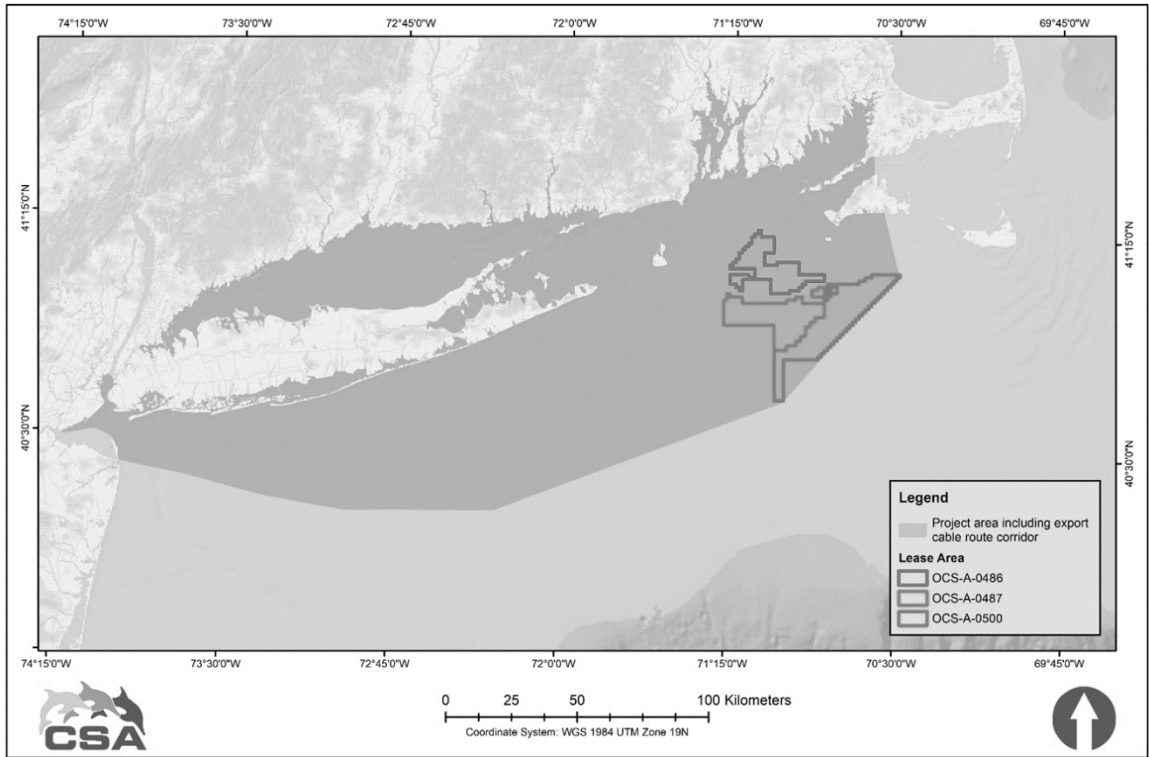 74°15'0"W 73°30'0"W 72°45'0"W 72°0'0"W 71°15'0"W 70°30'0"W 69°45'0"W
41°15'0"N
41°15'0"N
40°30'0"N
40°30'0"N
Legend
Project area including export
cable route corridor
Lease Area
OCS-A-0486
OCS-A-0487
OCS-A-0500
74°15'0"W 73°30'0"W 72°45'0"W 72°0'0"W 71°15'0"W 70°30'0"W 69°45'0"W
CSA
0 25 50 100 Kilometers
Coordinate System: WGS 1984 UTM Zone 19N